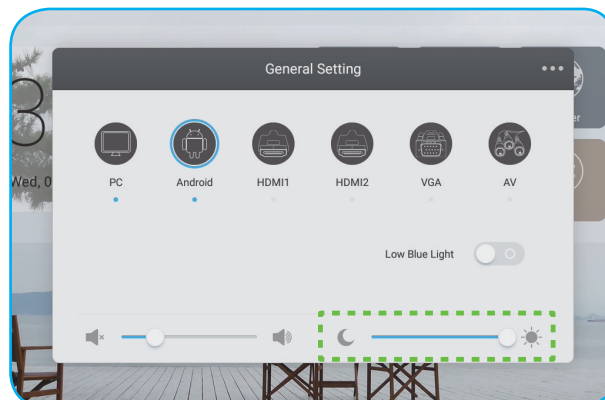 General Setting
3
er
Wed, 0
PC Android HDMI1 HDMI2 VGA AV
Low Blue Light